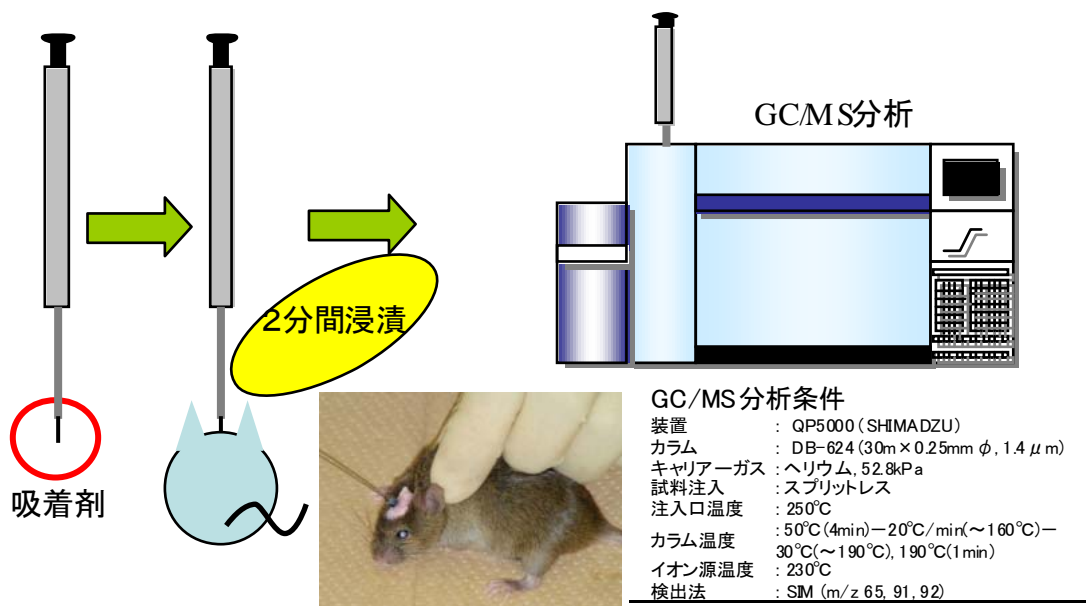 GC/MS分析
2分間浸漬
吸着剤
GC/MS分析条件
装置 : QP5000(SHIMADZU)
カラム : DB-624(30m×0.25mm φ, 1.4μm)
キャリアーガス : ヘリウム, 52.8kPa
試料注入 : スプリットレス
注入口温度 : 250℃
カラム温度 : 50℃(4min)－20℃/min(～160℃)－
30℃(～190℃), 190℃(1min)
イオン源温度 : 230℃
検出法 : SIM (m/z 65, 91, 92)